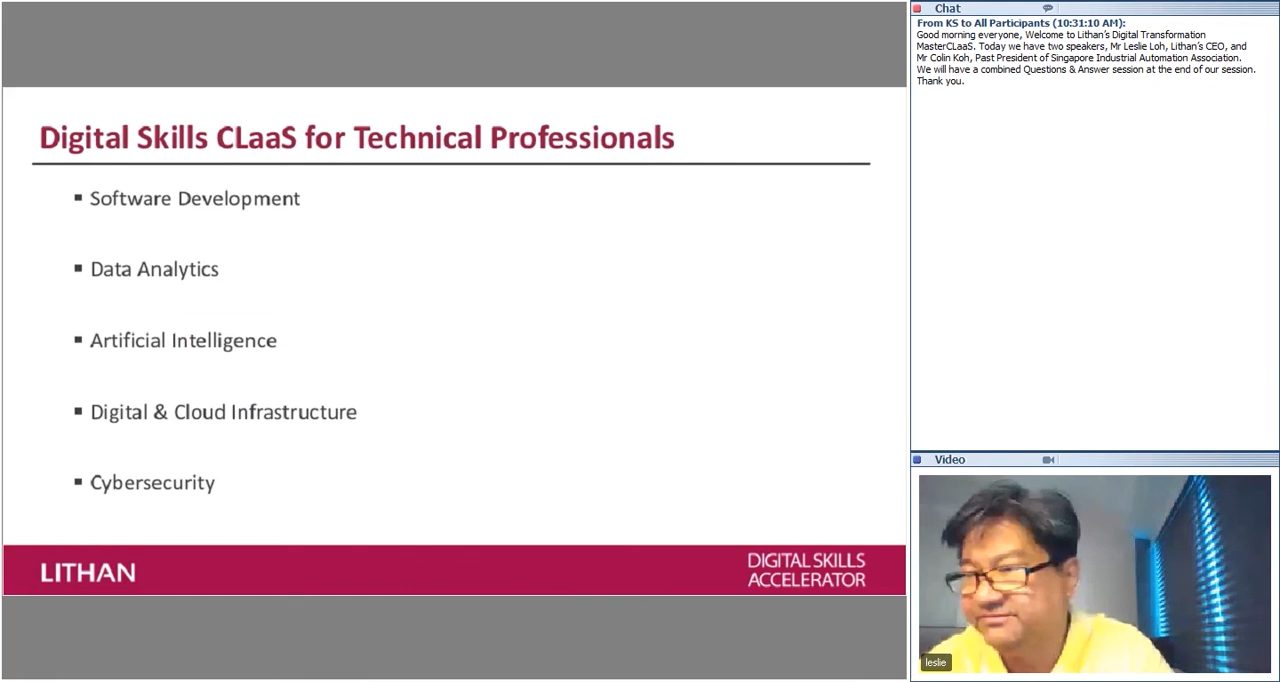 Digital Skills CLaaS for Technical Professionals
▪ Software Development
▪ Data Analytics
▪ Artificial Intelligence
▪ Digital & Cloud Infrastructure
▪ Cybersecurity
LITHAN
DIGITAL SKILLS
ACCELERATOR
Chat
From KS to All Participants (10:31:10 AM):
Good morning everyone, Welcome to Lithan's Digital Transformation
MasterCLaaS. Today we have two speakers, Mr Leslie Loh, Lithan's CEO, and
Mr Colin Koh, Past President of Singapore Industrial Automation Association.
We will have a combined Questions & Answer session at the end of our session.
Thank you.
Video
leslie